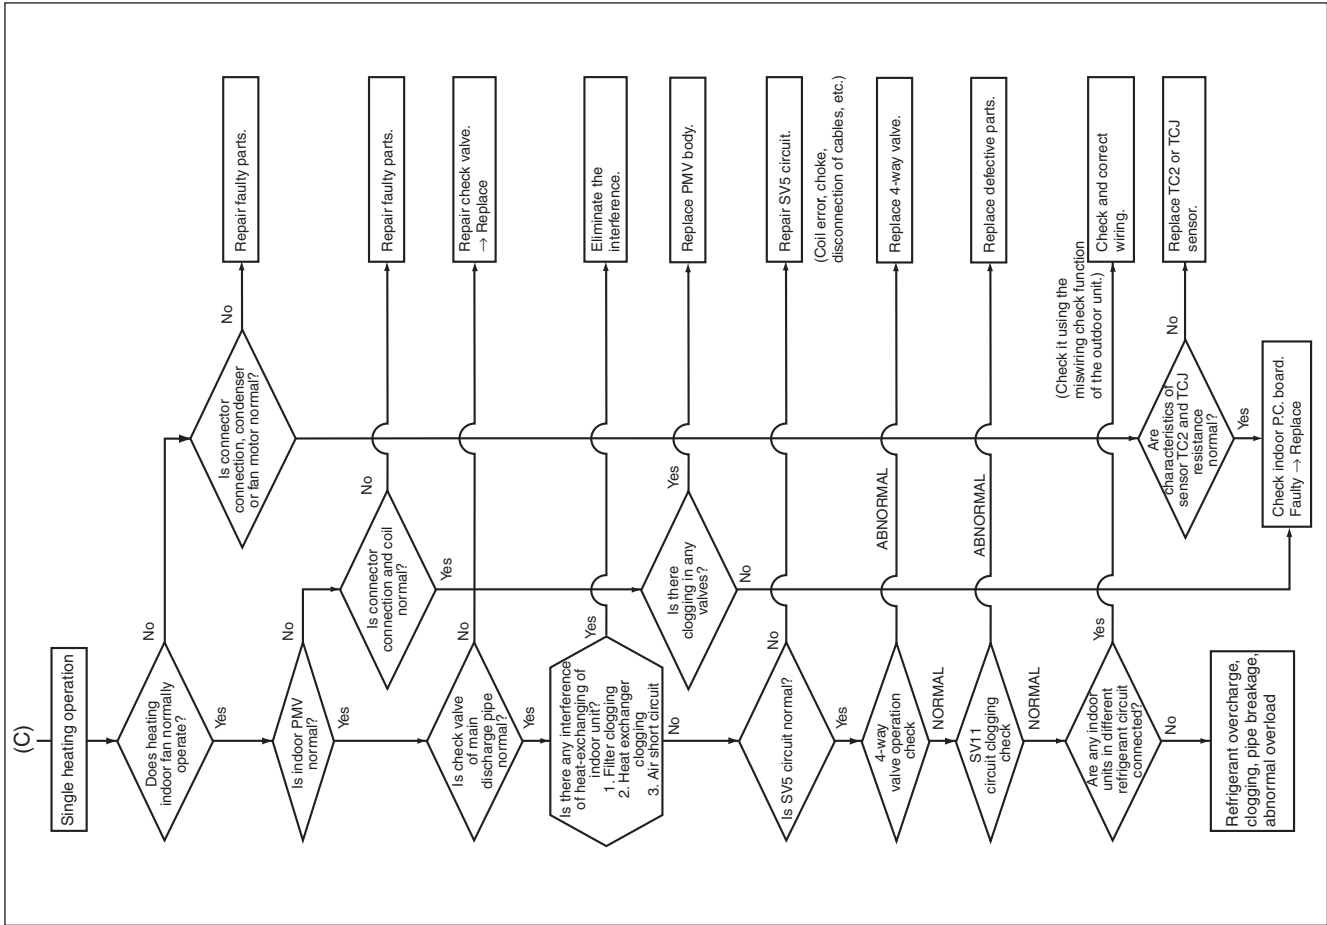 (C)
Single heating operation
Does heating
indoor fan normally
operate?
No
Yes
Is connector
connection, condenser
or fan motor normal?
No
Repair faulty parts.
Is indoor PMV
normal?
No
Yes
Is connector
connection and coil
normal?
No
Yes
Repair faulty parts.
Is check valve
of main
discharge pipe
normal?
No
Yes
Repair check valve.
→ Replace
Is there any interference
of heat-exchanging of
indoor unit?
1. Filter clogging
2. Heat exchanger
clogging
3. Air short circuit
Yes
No
Eliminate the
interference.
Is there
clogging in any
valves?
Yes
No
Replace PMV body.
Is SV5 circuit normal?
No
Yes
Repair SV5 circuit.
(Coil error, choke,
disconnection of cables, etc.)
4-way
valve operation
check
ABNORMAL
NORMAL
Replace 4-way valve.
SV11
circuit clogging
check
ABNORMAL
NORMAL
Replace defective parts.
Are any indoor
units in different
refrigerant circuit
connected?
Yes
No
(Check it using the
miswiring check function
of the outdoor unit.)
Check and correct
wiring.
Are
characteristics of
sensor TC2 and TCJ
resistance
normal?
No
Yes
Replace TC2 or TCJ
sensor.
Refrigerant overcharge,
clogging, pipe breakage,
abnormal overload
Check indoor P.C. board.
Faulty → Replace